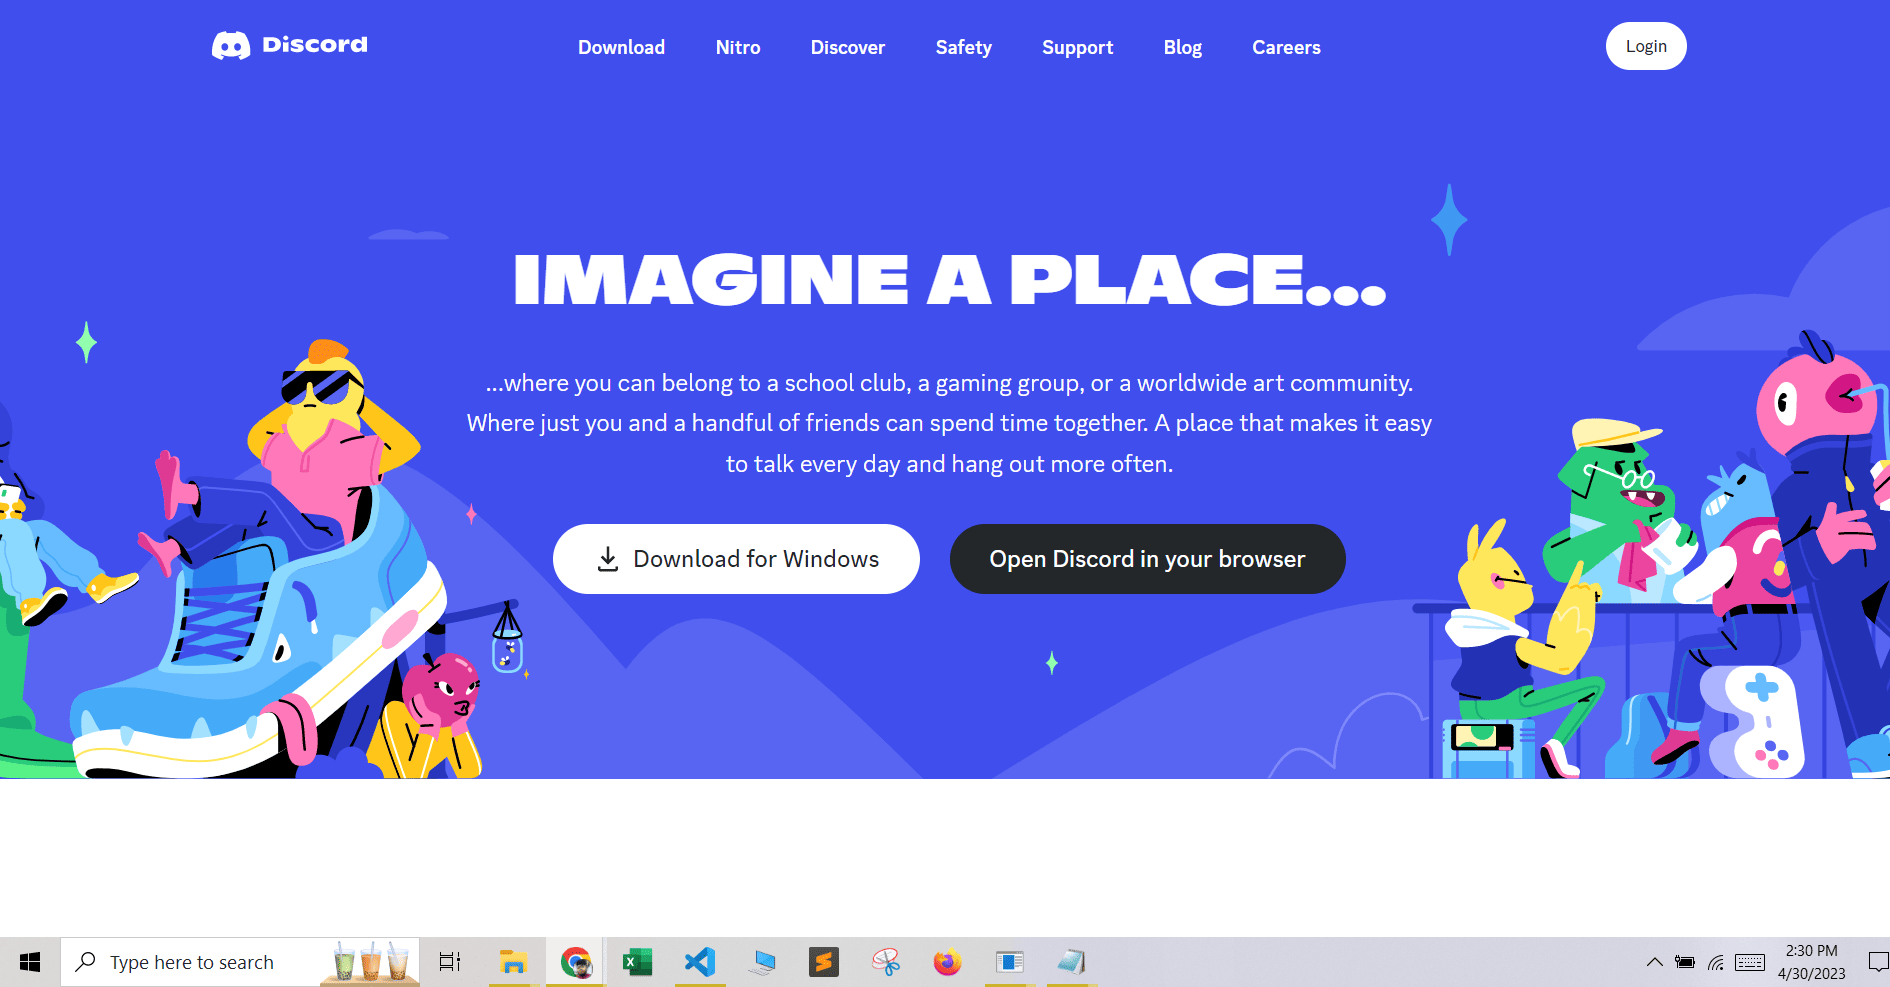 Discord
Download Nitro Discover Safety Support Blog Careers
Login
IMAGINE A PLACE...
...where you can belong to a school club, a gaming group, or a worldwide art community.
Where just you and a handful of friends can spend time together. A place that makes it easy
to talk every day and hang out more often.
Download for Windows
Open Discord in your browser
Type here to search
2:30 PM
4/30/2023